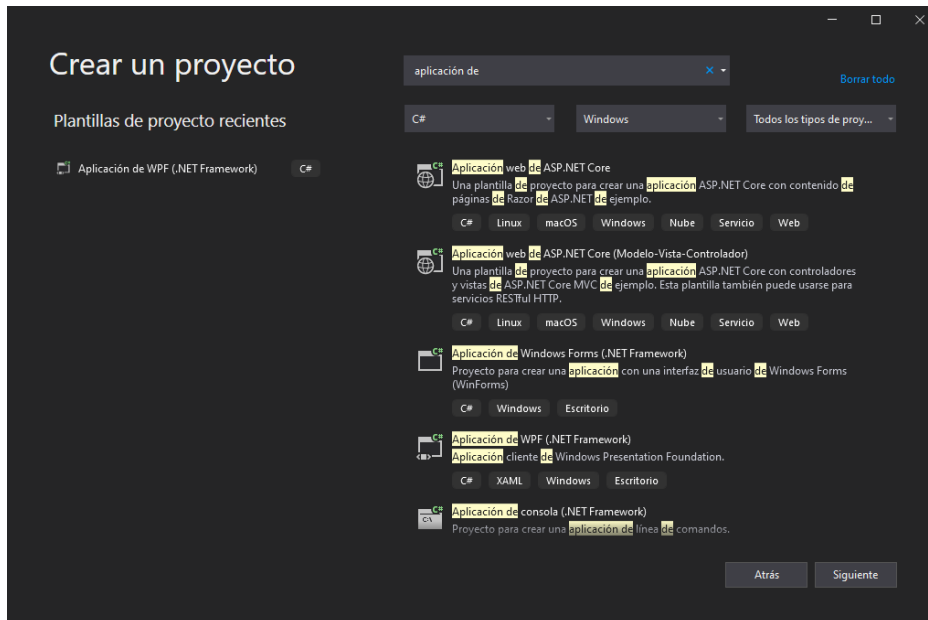 Crear un proyecto
aplicación de
Borrar todo
Plantillas de proyecto recientes
C#
Windows
Todos los tipos de proy...
Aplicación de WPF (.NET Framework)
C#
C#
Aplicación web de ASP.NET Core
Una plantilla de proyecto para crear una aplicación ASP.NET Core con contenido de
páginas de Razor de ASP.NET de ejemplo.
C# Linux macOS Windows Nube Servicio Web
C#
Aplicación web de ASP.NET Core (Modelo-Vista-Controlador)
Una plantilla de proyecto para crear una aplicación ASP.NET Core con controladores
y vistas de ASP.NET Core MVC de ejemplo. Esta plantilla también puede usarse para
servicios RESTful HTTP.
C# Linux macOS Windows Nube Servicio Web
C#
Aplicación de Windows Forms (.NET Framework)
Proyecto para crear una aplicación con una interfaz de usuario de Windows Forms
(WinForms)
C# Windows Escritorio
C#
Aplicación de WPF (.NET Framework)
Aplicación cliente de Windows Presentation Foundation.
C# XAML Windows Escritorio
C#
C:\
Aplicación de consola (.NET Framework)
Proyecto para crear una aplicación de línea de comandos.
Atrás
Siguiente